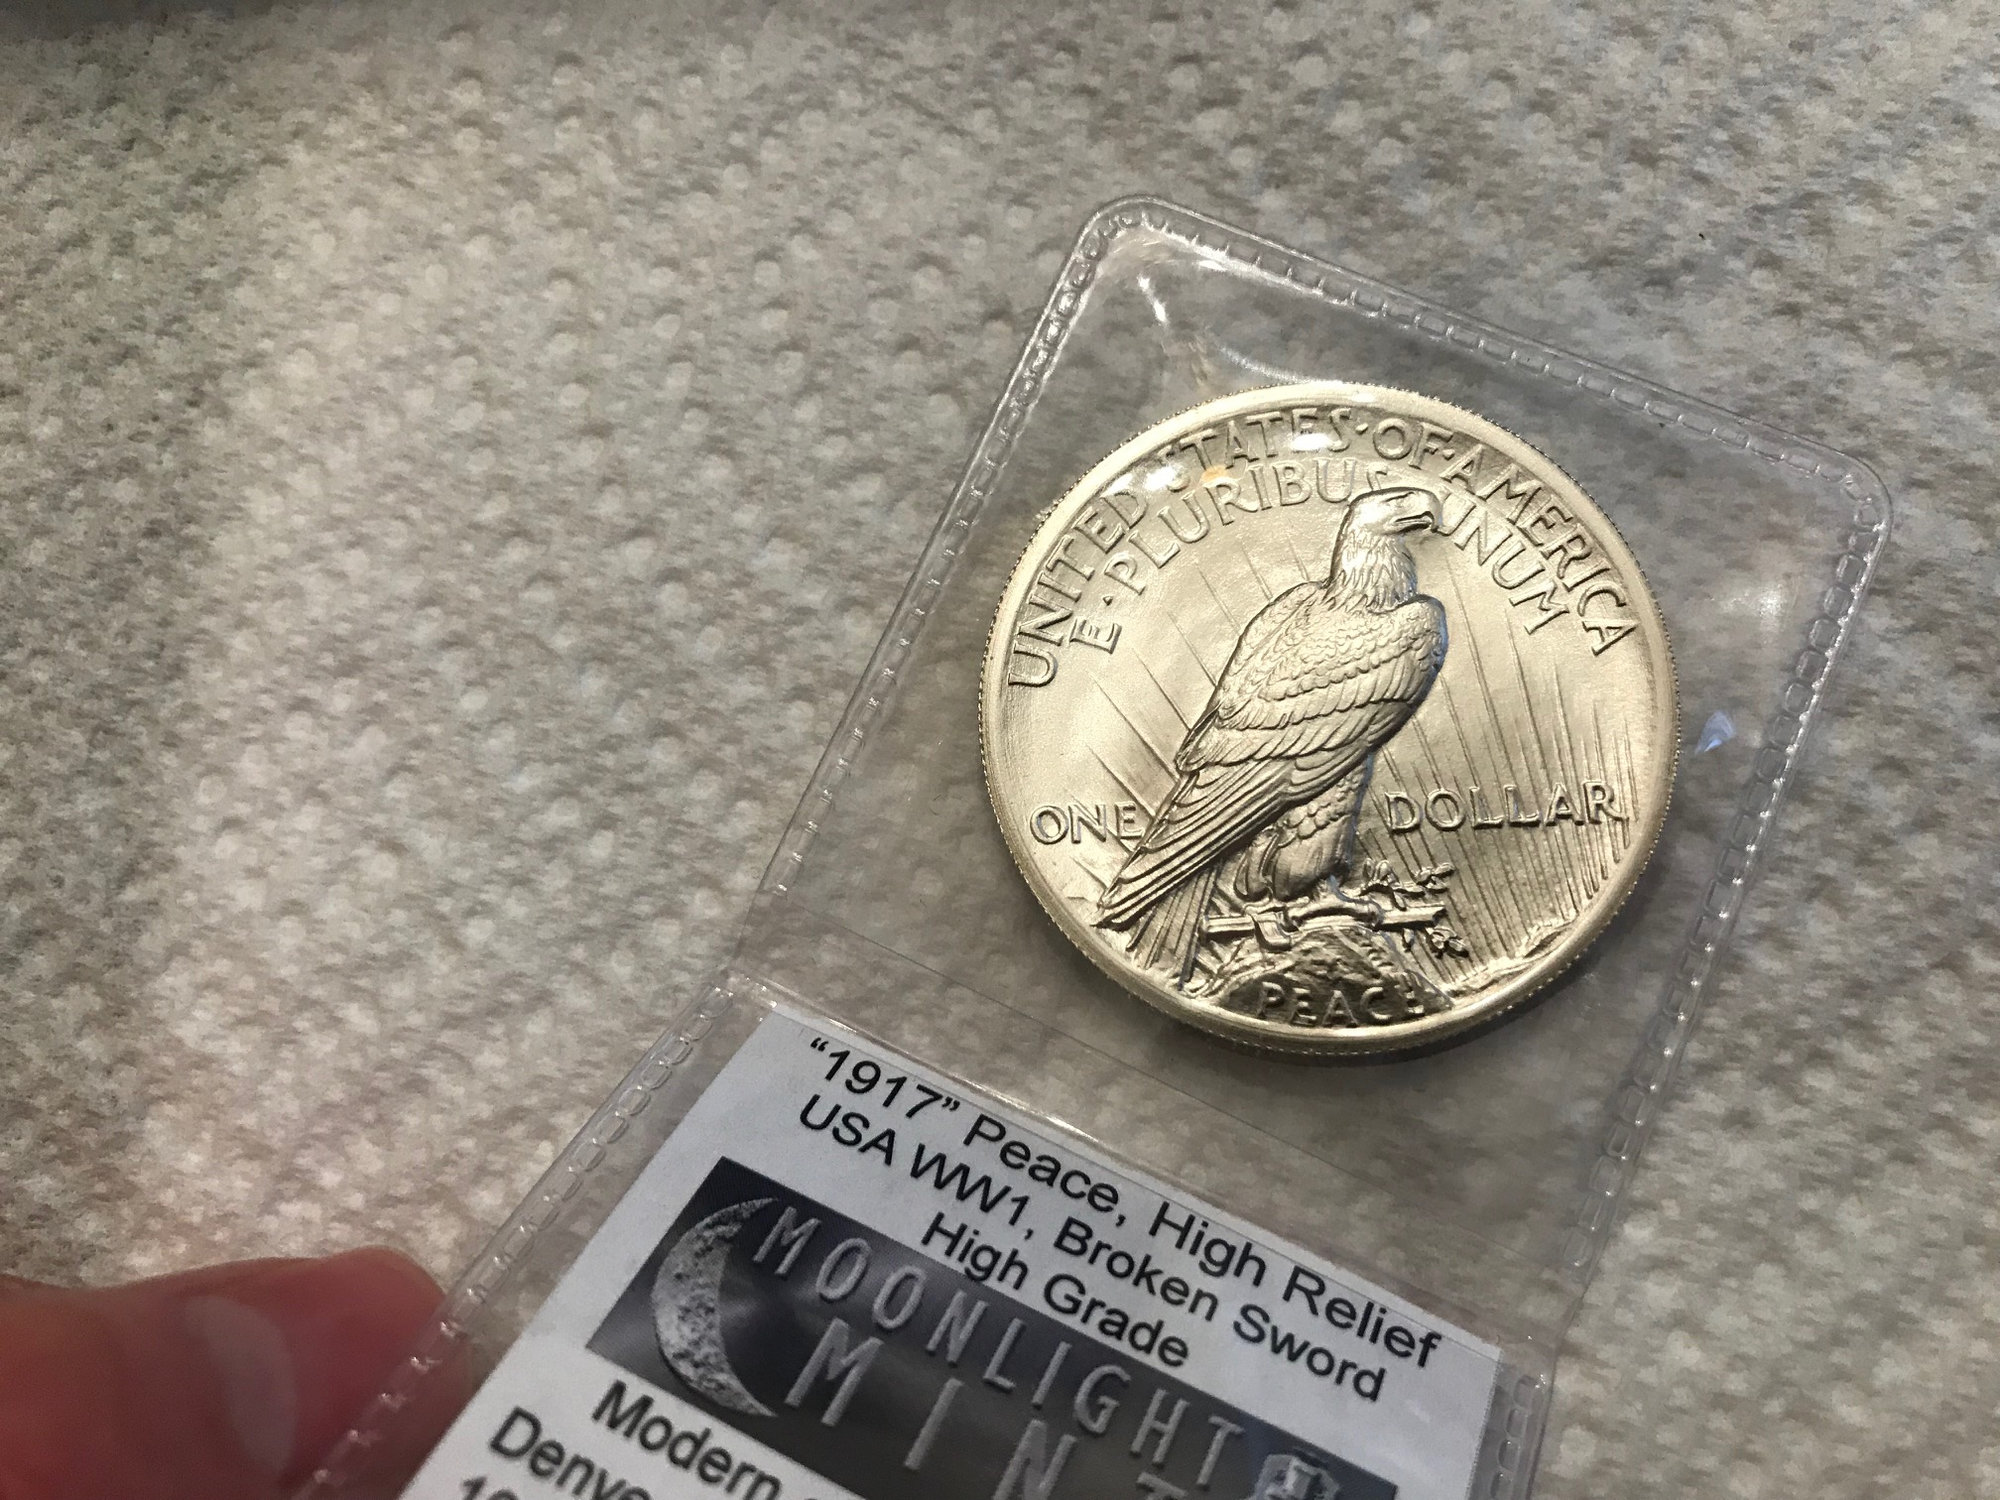 UNITED STATES·OF·AMERICA
E·PLURIBUS UNUM
ONE DOLLAR
PEACE
“1917” Peace, High Relief
USA WW1, Broken Sword
High Grade
MOONLIGHT
MINT
Modern